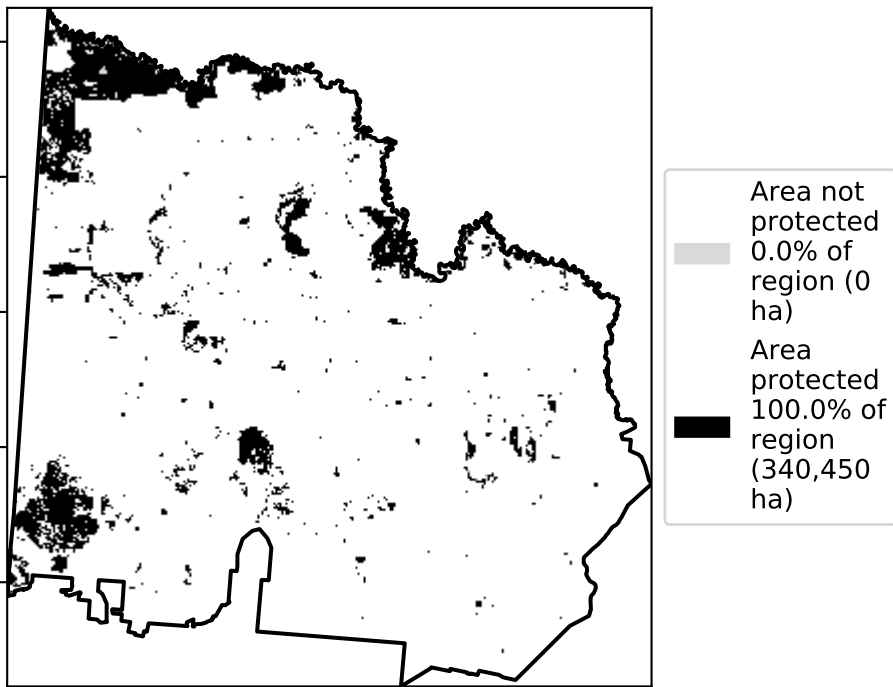 Area not
protected
0.0% of
region (0
ha)
Area
protected
100.0% of
region
(340,450
ha)